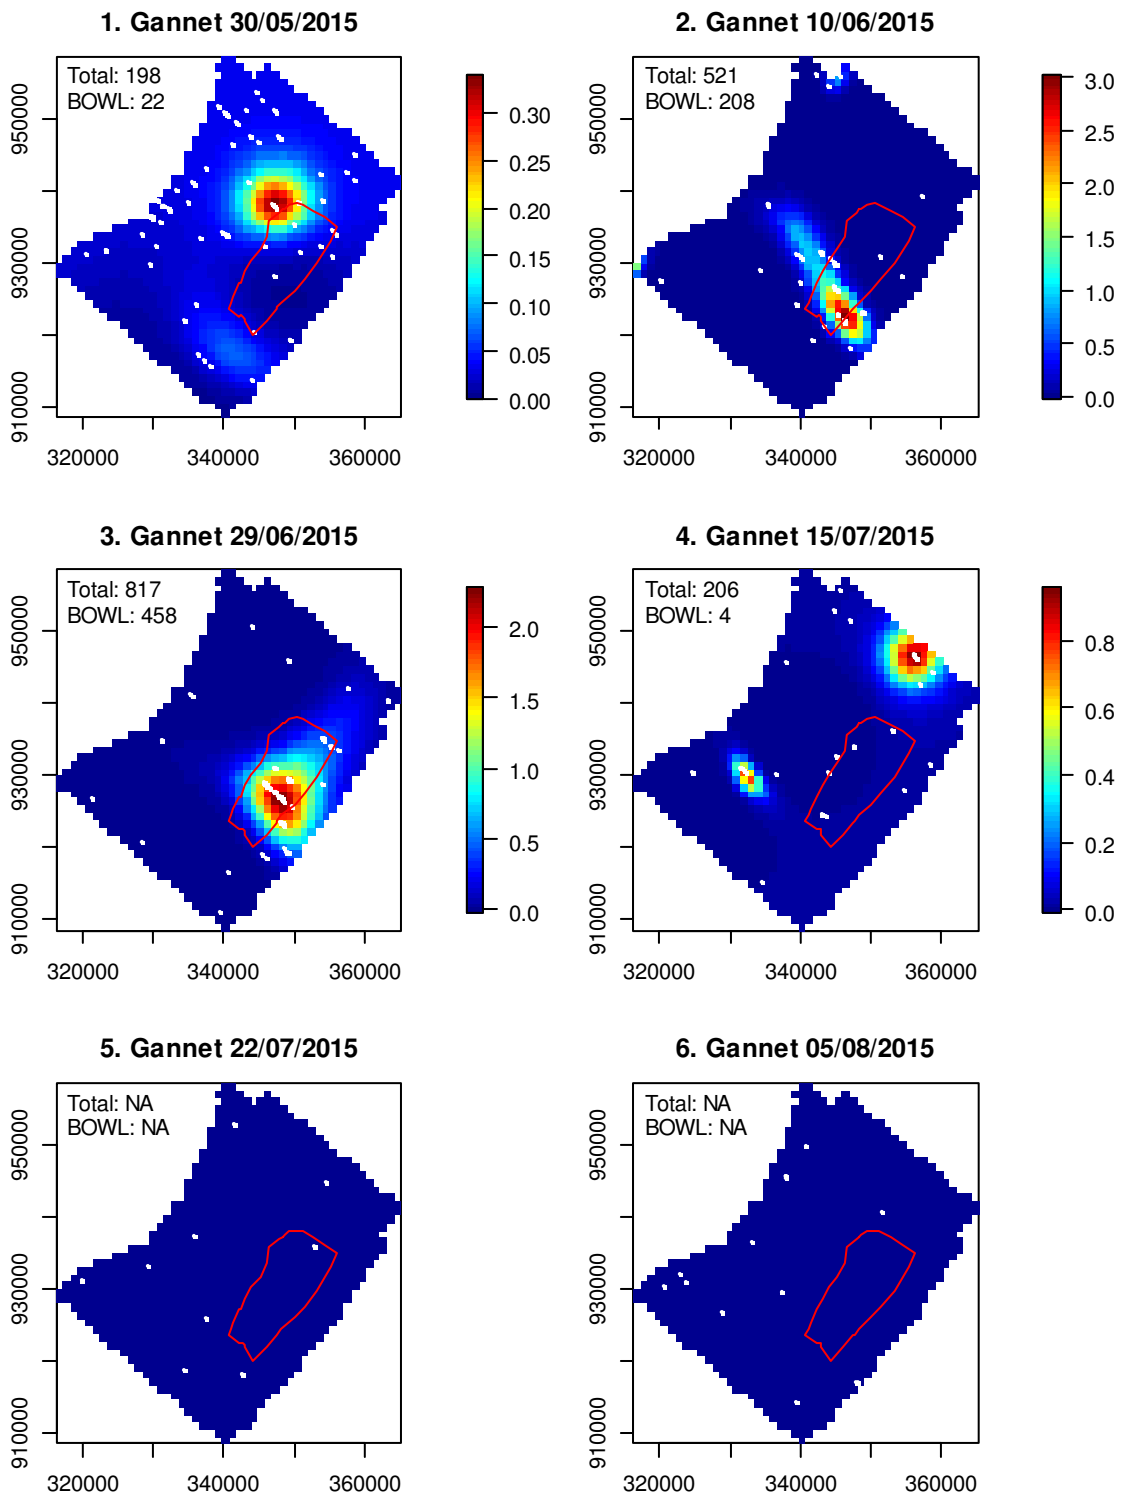 1. Gannet 30/05/2015
Total: 198
BOWL: 22
950000
930000
910000
320000 340000 360000
0.30
0.25
0.20
0.15
0.10
0.05
0.00
2. Gannet 10/06/2015
Total: 521
BOWL: 208
950000
930000
910000
320000 340000 360000
3.0
2.5
2.0
1.5
1.0
0.5
0.0
3. Gannet 29/06/2015
Total: 817
BOWL: 458
950000
930000
910000
320000 340000 360000
2.0
1.5
1.0
0.5
0.0
4. Gannet 15/07/2015
Total: 206
BOWL: 4
950000
930000
910000
320000 340000 360000
0.8
0.6
0.4
0.2
0.0
5. Gannet 22/07/2015
Total: NA
BOWL: NA
950000
930000
910000
320000 340000 360000
6. Gannet 05/08/2015
Total: NA
BOWL: NA
950000
930000
910000
320000 340000 360000